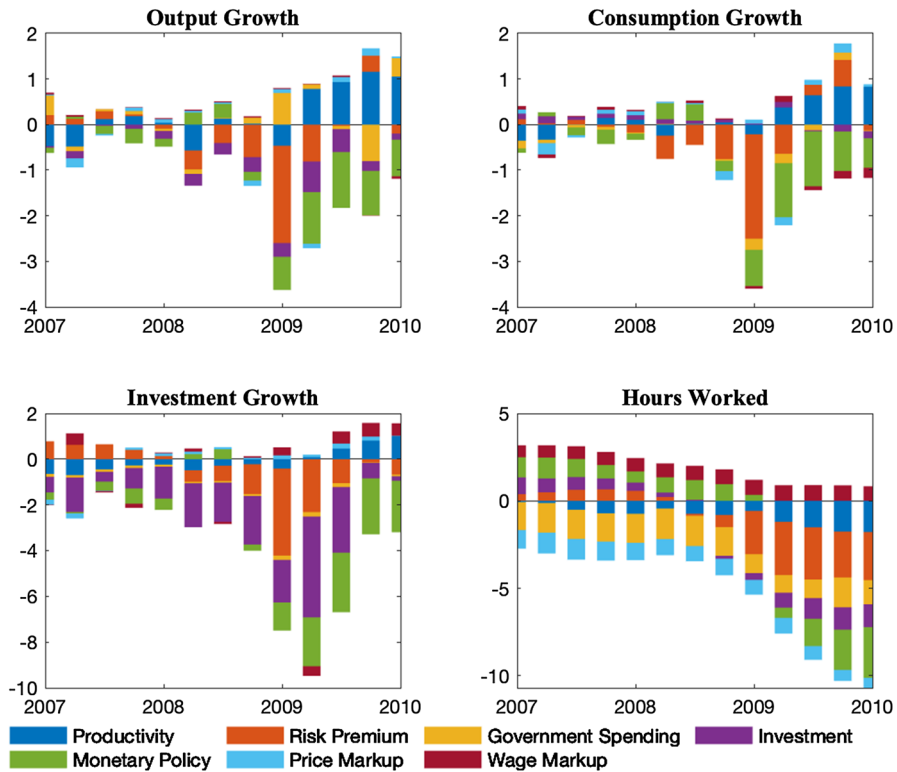 Output Growth
2
1
0
-1
-2
-3
-4
2007 2008 2009 2010
Consumption Growth
2
1
0
-1
-2
-3
-4
2007 2008 2009 2010
Investment Growth
2
0
-2
-4
-6
-8
-10
2007 2008 2009 2010
Hours Worked
5
0
-5
-10
2007 2008 2009 2010
Productivity Risk Premium Government Spending Investment
Monetary Policy Price Markup Wage Markup